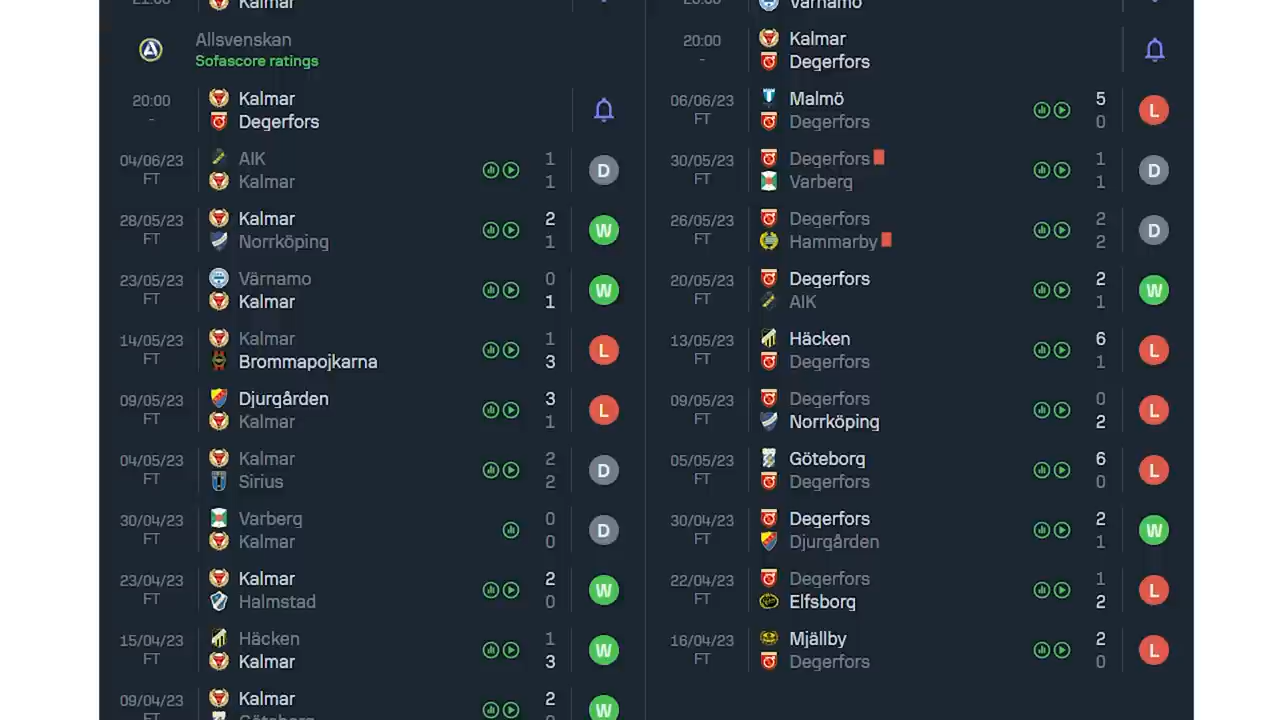 Kalmar
Allsvenskan
Sofascore ratings
20:00
-
Kalmar
Degerfors
04/06/23
FT
AIK
Kalmar
1
1
D
28/05/23
FT
Kalmar
Norrköping
2
1
W
23/05/23
FT
Värnamo
Kalmar
0
1
W
14/05/23
FT
Kalmar
Brommapojkarna
1
3
L
09/05/23
FT
Djurgården
Kalmar
3
1
L
04/05/23
FT
Kalmar
Sirius
2
2
D
30/04/23
FT
Varberg
Kalmar
0
0
D
23/04/23
FT
Kalmar
Halmstad
2
0
W
15/04/23
FT
Häcken
Kalmar
1
3
W
09/04/23
Kalmar
2
W
Värnamo
20:00
-
Kalmar
Degerfors
06/06/23
FT
Malmö
Degerfors
5
0
L
30/05/23
FT
Degerfors
Varberg
1
1
D
26/05/23
FT
Degerfors
Hammarby
2
2
D
20/05/23
FT
Degerfors
AIK
2
1
W
13/05/23
FT
Häcken
Degerfors
6
1
L
09/05/23
FT
Degerfors
Norrköping
0
2
L
05/05/23
FT
Göteborg
Degerfors
6
0
L
30/04/23
FT
Degerfors
Djurgården
2
1
W
22/04/23
FT
Degerfors
Elfsborg
1
2
L
16/04/23
FT
Mjällby
Degerfors
2
0
L